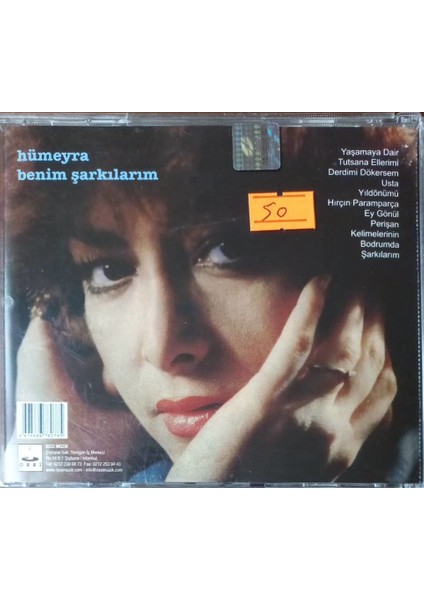 hümeyra
benim şarkılarım
Yaşamaya Dair
Tutsana Ellerimi
Derdimi Dökersem
Usta
Yıldönümü
Hırçın Paramparça
Ey Gönül
Perişan
Kelimelerinin
Bodrumda
Şarkılarım
50